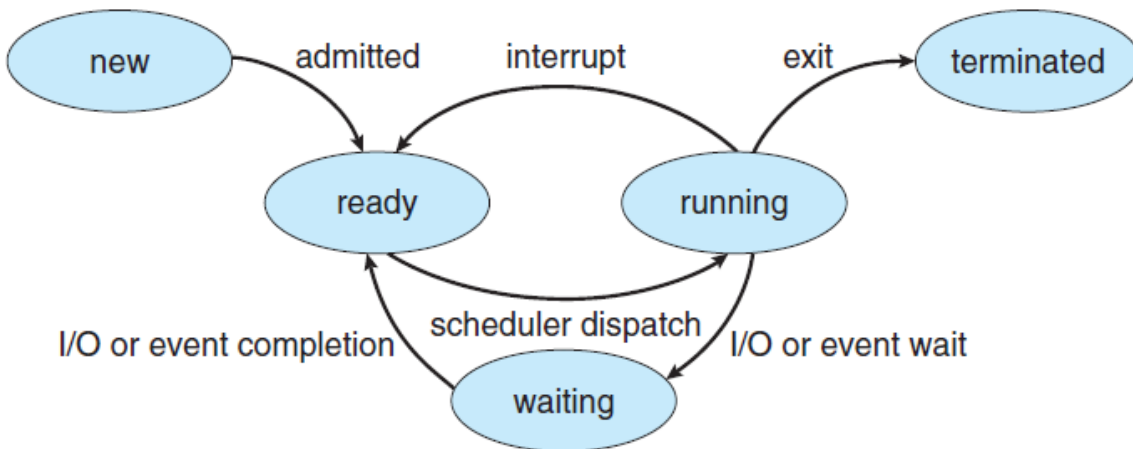 new
admitted
interrupt
exit
terminated
ready
running
I/O or event completion
scheduler dispatch
I/O or event wait
waiting